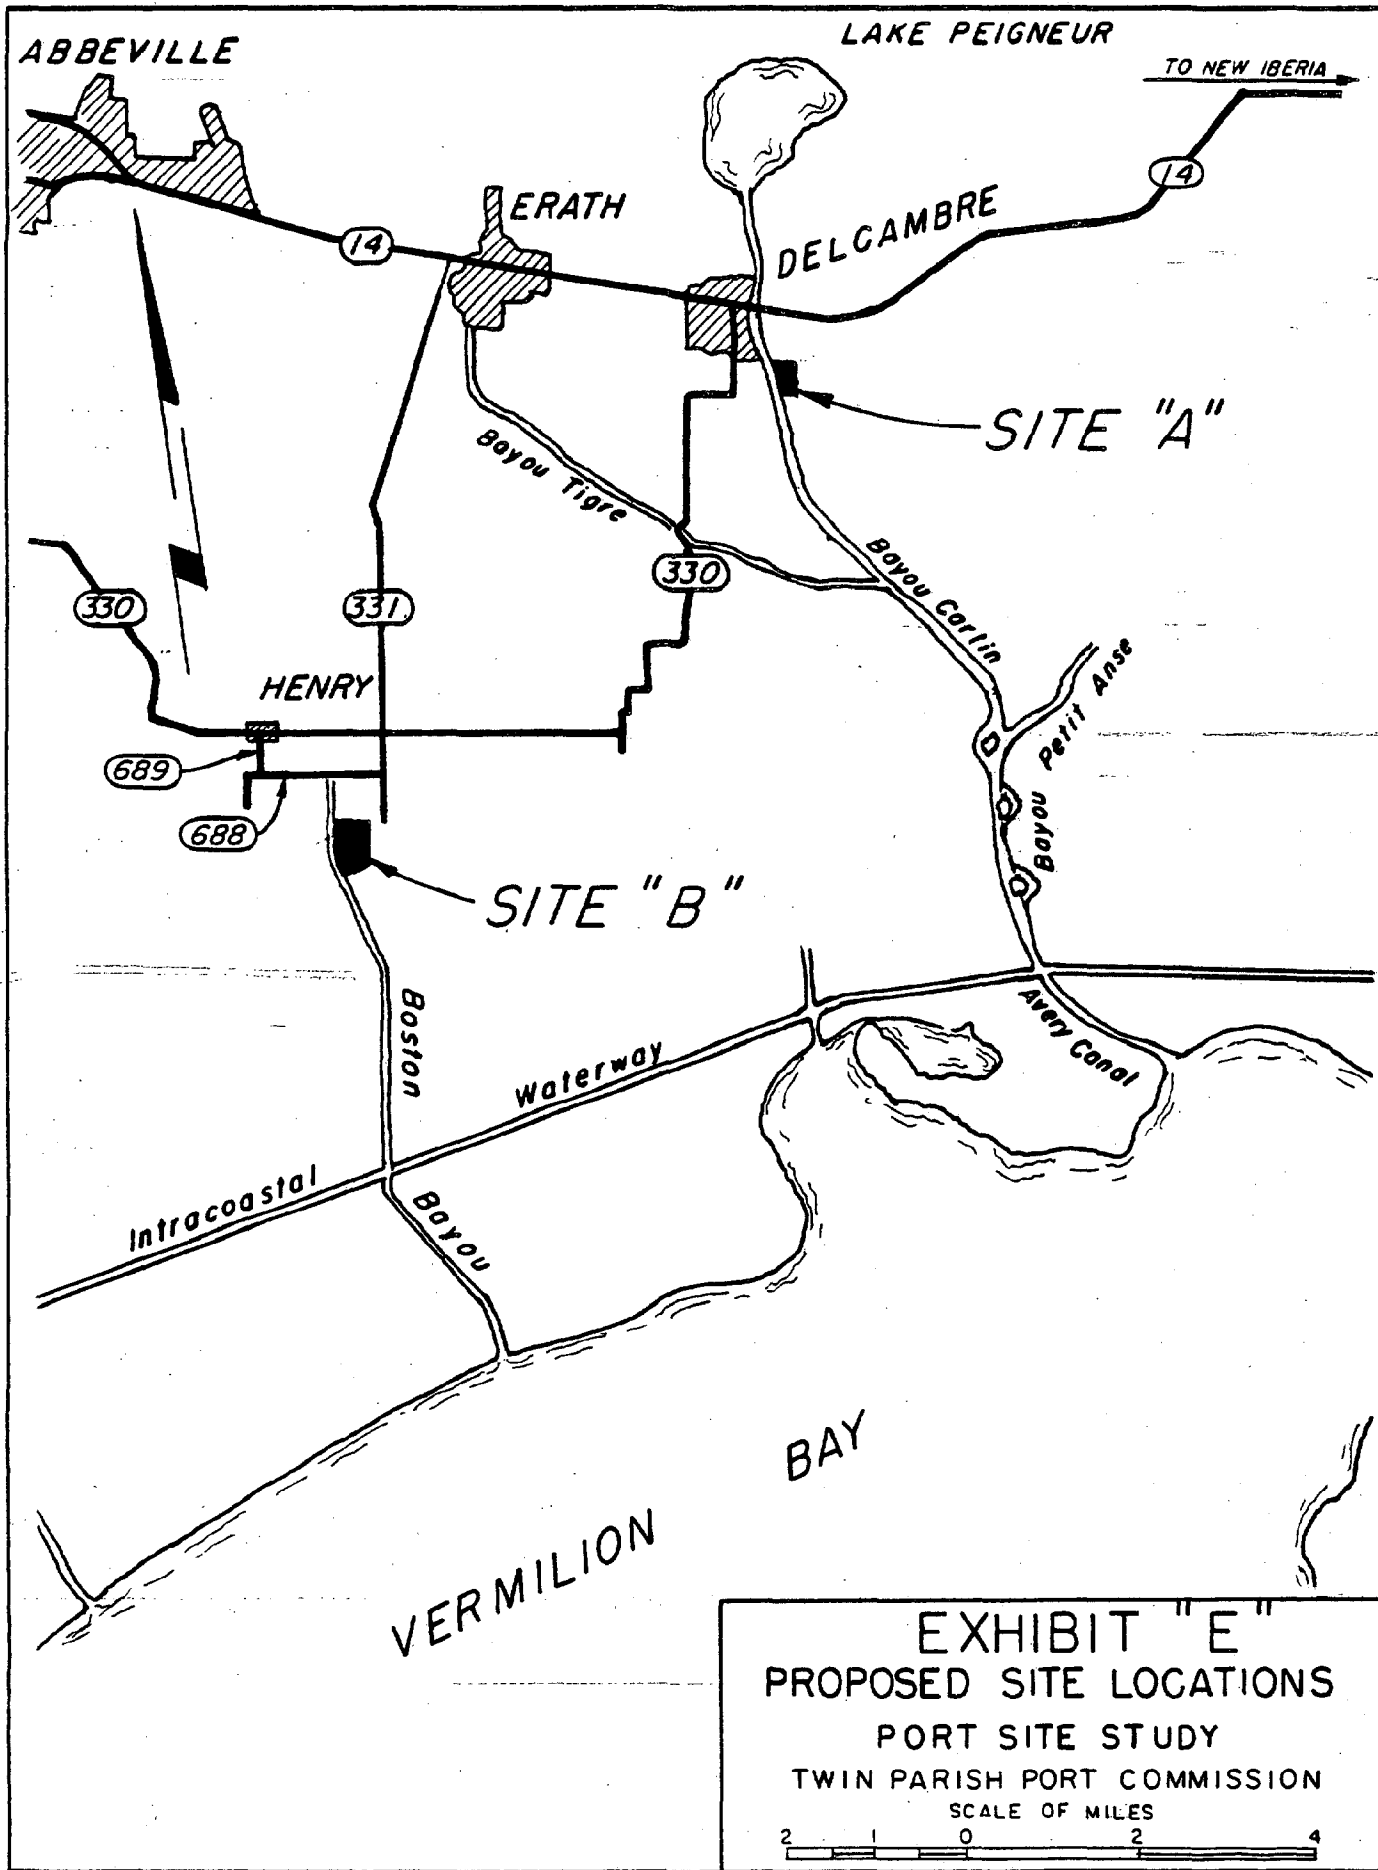 LAKE PEIGNEUR
ABBEVILLE
TO NEW IBERIA
14
ERATH
DELCAMBRE
14
SITE "A"
Bayou Tigre
Bayou Carlin
330
330
331
Bayou Petit Anse
HENRY
689
688
SITE "B"
Boston
Avery Canal
Waterway
Intracoastal
Bayou
BAY
VERMILION
EXHIBIT "E"
PROPOSED SITE LOCATIONS
PORT SITE STUDY
TWIN PARISH PORT COMMISSION
SCALE OF MILES
2 1 0 2 4